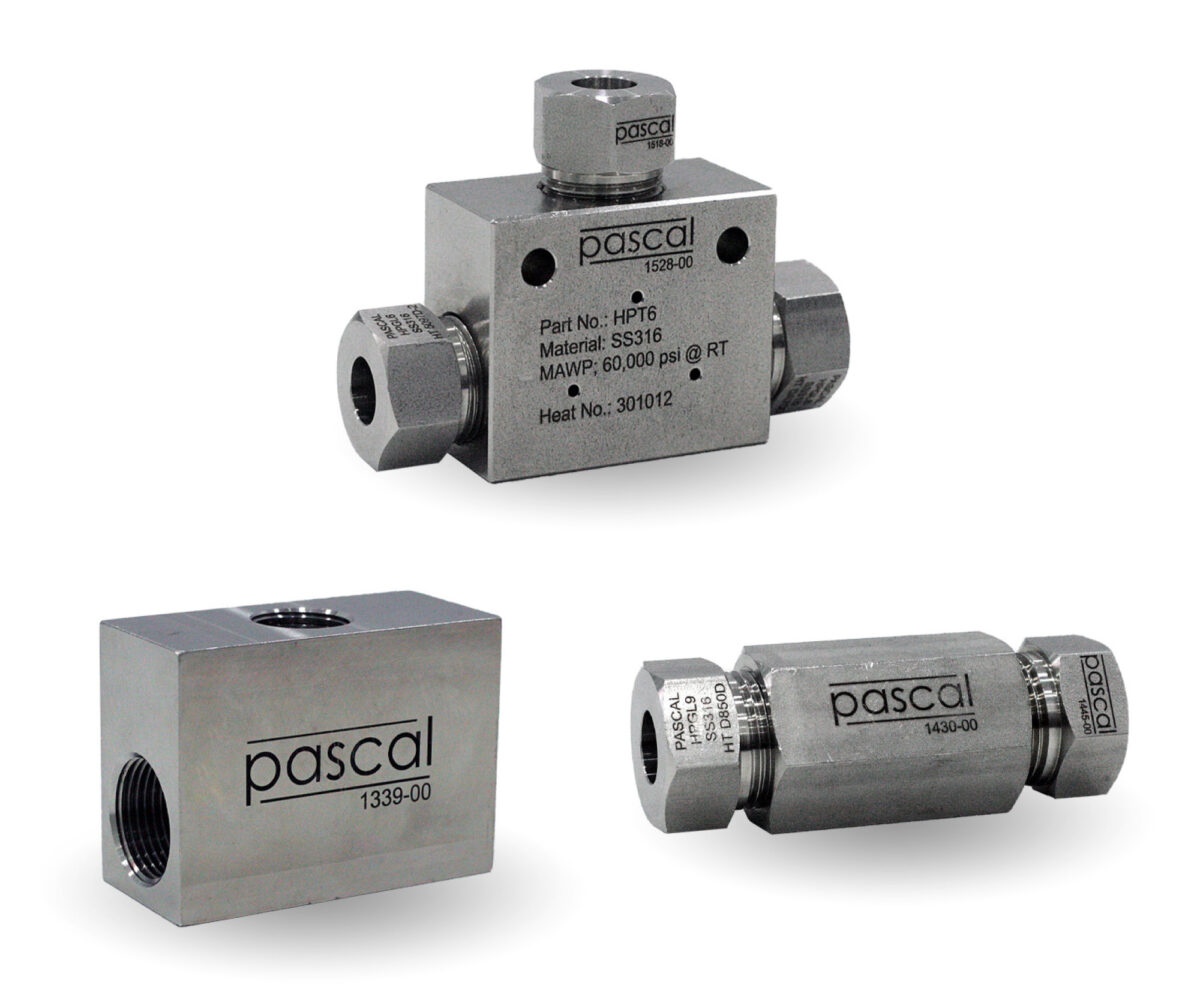 pascal
1518-00
pascal
1528-00
Part No.: HPT6
Material: SS316
MAWP; 60,000 psi @ RT
Heat No.: 301012
PASCAL
HPGL6
SS316
pascal
1339-00
PASCAL
HPGL9
SS316
HT D850D
pascal
1430-00
pascal
1445-00